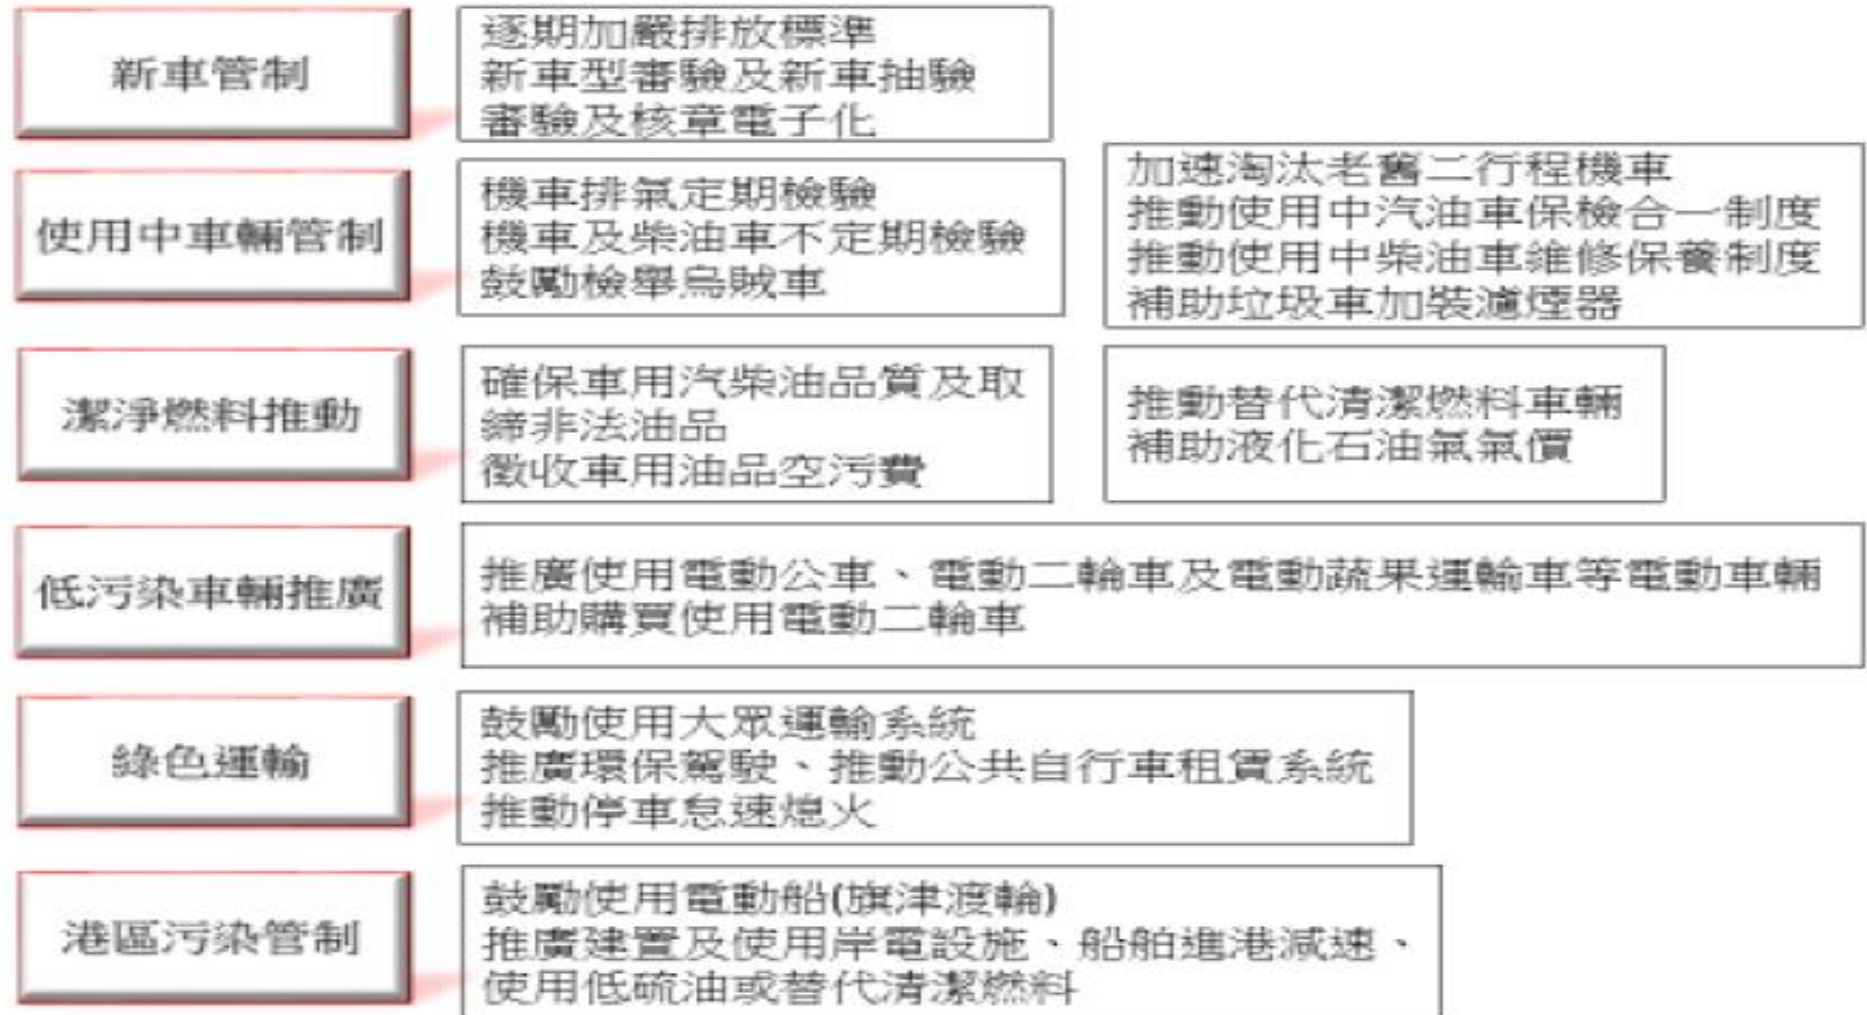 新車管制
逐期加嚴排放標準
新車型審驗及新車抽驗
審驗及核章電子化
使用中車輛管制
機車排氣定期檢驗
機車及柴油車不定期檢驗
鼓勵檢舉烏賊車
加速淘汰老舊二行程機車
推動使用中汽油車保檢合一制度
推動使用中柴油車維修保養制度
補助垃圾車加裝濾煙器
潔淨燃料推動
確保車用汽柴油品質及取
締非法油品
徵收車用油品空污費
推動替代清潔燃料車輛
補助液化石油氣氣價
低污染車輛推廣
推廣使用電動公車、電動二輪車及電動蔬果運輸車等電動車輛
補助購買使用電動二輪車
綠色運輸
鼓勵使用大眾運輸系統
推廣環保駕駛、推動公共自行車租賃系統
推動停車怠速熄火
港區污染管制
鼓勵使用電動船(旗津渡輪)
推廣建置及使用岸電設施、船舶進港減速、
使用低硫油或替代清潔燃料